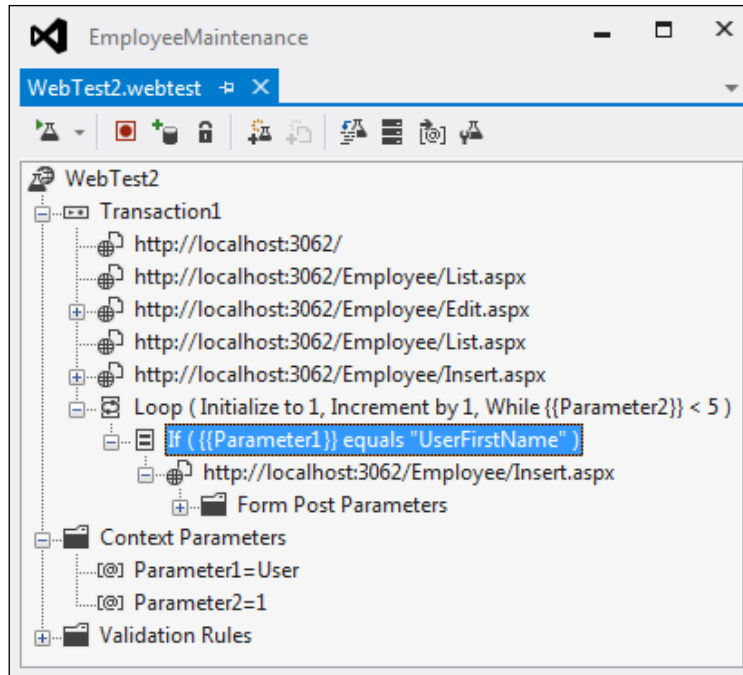 EmployeeMaintenance
WebTest2.webtest
WebTest2
Transaction1
http://localhost:3062/
http://localhost:3062/Employee/List.aspx
http://localhost:3062/Employee/Edit.aspx
http://localhost:3062/Employee/List.aspx
http://localhost:3062/Employee/Insert.aspx
Loop ( Initialize to 1, Increment by 1, While {{Parameter2}} < 5 )
If ( {{Parameter1}} equals "UserFirstName" )
http://localhost:3062/Employee/Insert.aspx
Form Post Parameters
Context Parameters
Parameter1=User
Parameter2=1
Validation Rules